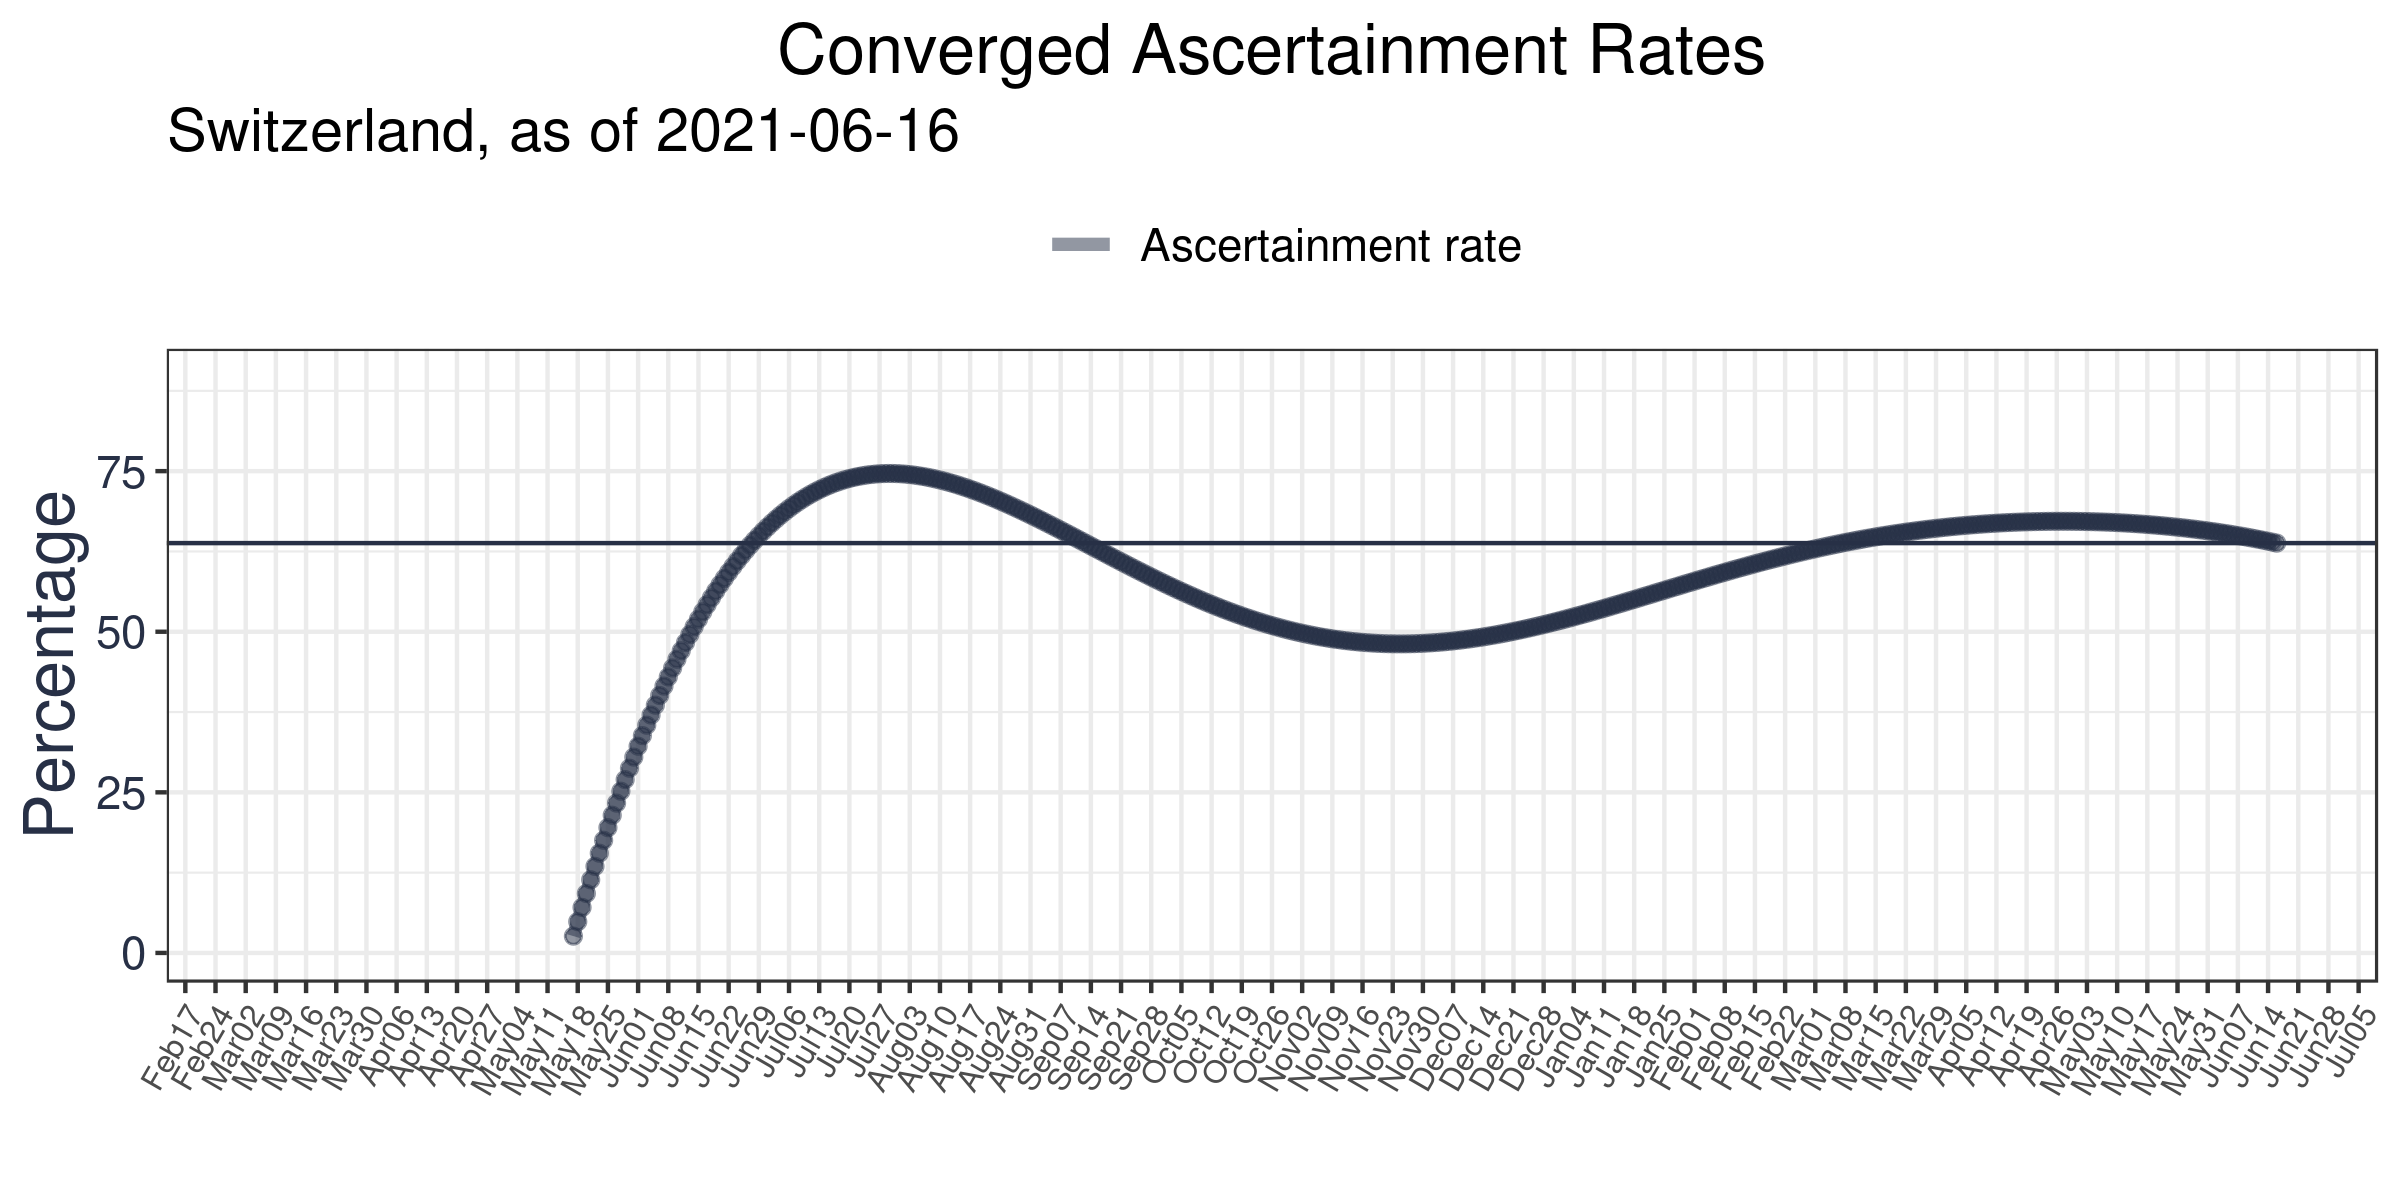 Converged Ascertainment Rates
Switzerland, as of 2021-06-16
Ascertainment rate
Percentage
75
50
25
0
Feb17 Feb24 Mar02 Mar09 Mar16 Mar23 Mar30 Apr06 Apr13 Apr20 Apr27 May04 May11 May18 May25 Jun01 Jun08 Jun15 Jun22 Jun29 Jul06 Jul13 Jul20 Jul27 Aug03 Aug10 Aug17 Aug24 Aug31 Sep07 Sep14 Sep21 Sep28 Oct05 Oct12 Oct19 Oct26 Nov02 Nov09 Nov16 Nov23 Nov30 Dec07 Dec14 Dec21 Dec28 Jan04 Jan11 Jan18 Jan25 Feb01 Feb08 Feb15 Feb22 Mar01 Mar08 Mar15 Mar22 Mar29 Apr05 Apr12 Apr19 Apr26 May03 May10 May17 May24 May31 Jun07 Jun14 Jun21 Jun28 Jul05